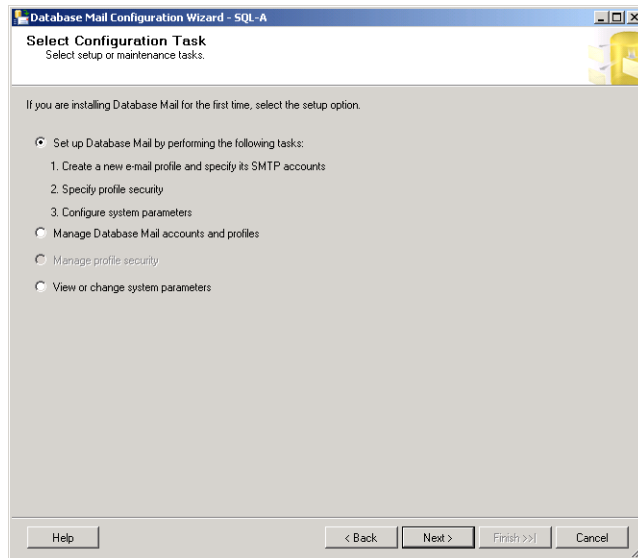 Database Mail Configuration Wizard - SQL-A
Select Configuration Task
Select setup or maintenance tasks.
If you are installing Database Mail for the first time, select the setup option.
Set up Database Mail by performing the following tasks:
1. Create a new e-mail profile and specify its SMTP accounts
2. Specify profile security
3. Configure system parameters
Manage Database Mail accounts and profiles
Manage profile security
View or change system parameters
Help
< Back
Next >
Finish >>|
Cancel